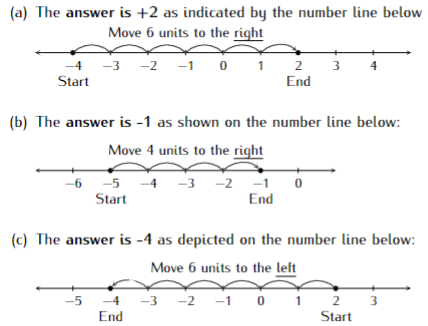 (a) The answer is +2 as indicated by the number line below
Move 6 units to the right
−4 −3 −2 −1 0 1 2 3 4
Start End
(b) The answer is -1 as shown on the number line below:
Move 4 units to the right
−6 −5 −4 −3 −2 −1 0
Start End
(c) The answer is -4 as depicted on the number line below:
Move 6 units to the left
−5 −4 −3 −2 −1 0 1 2 3
End Start